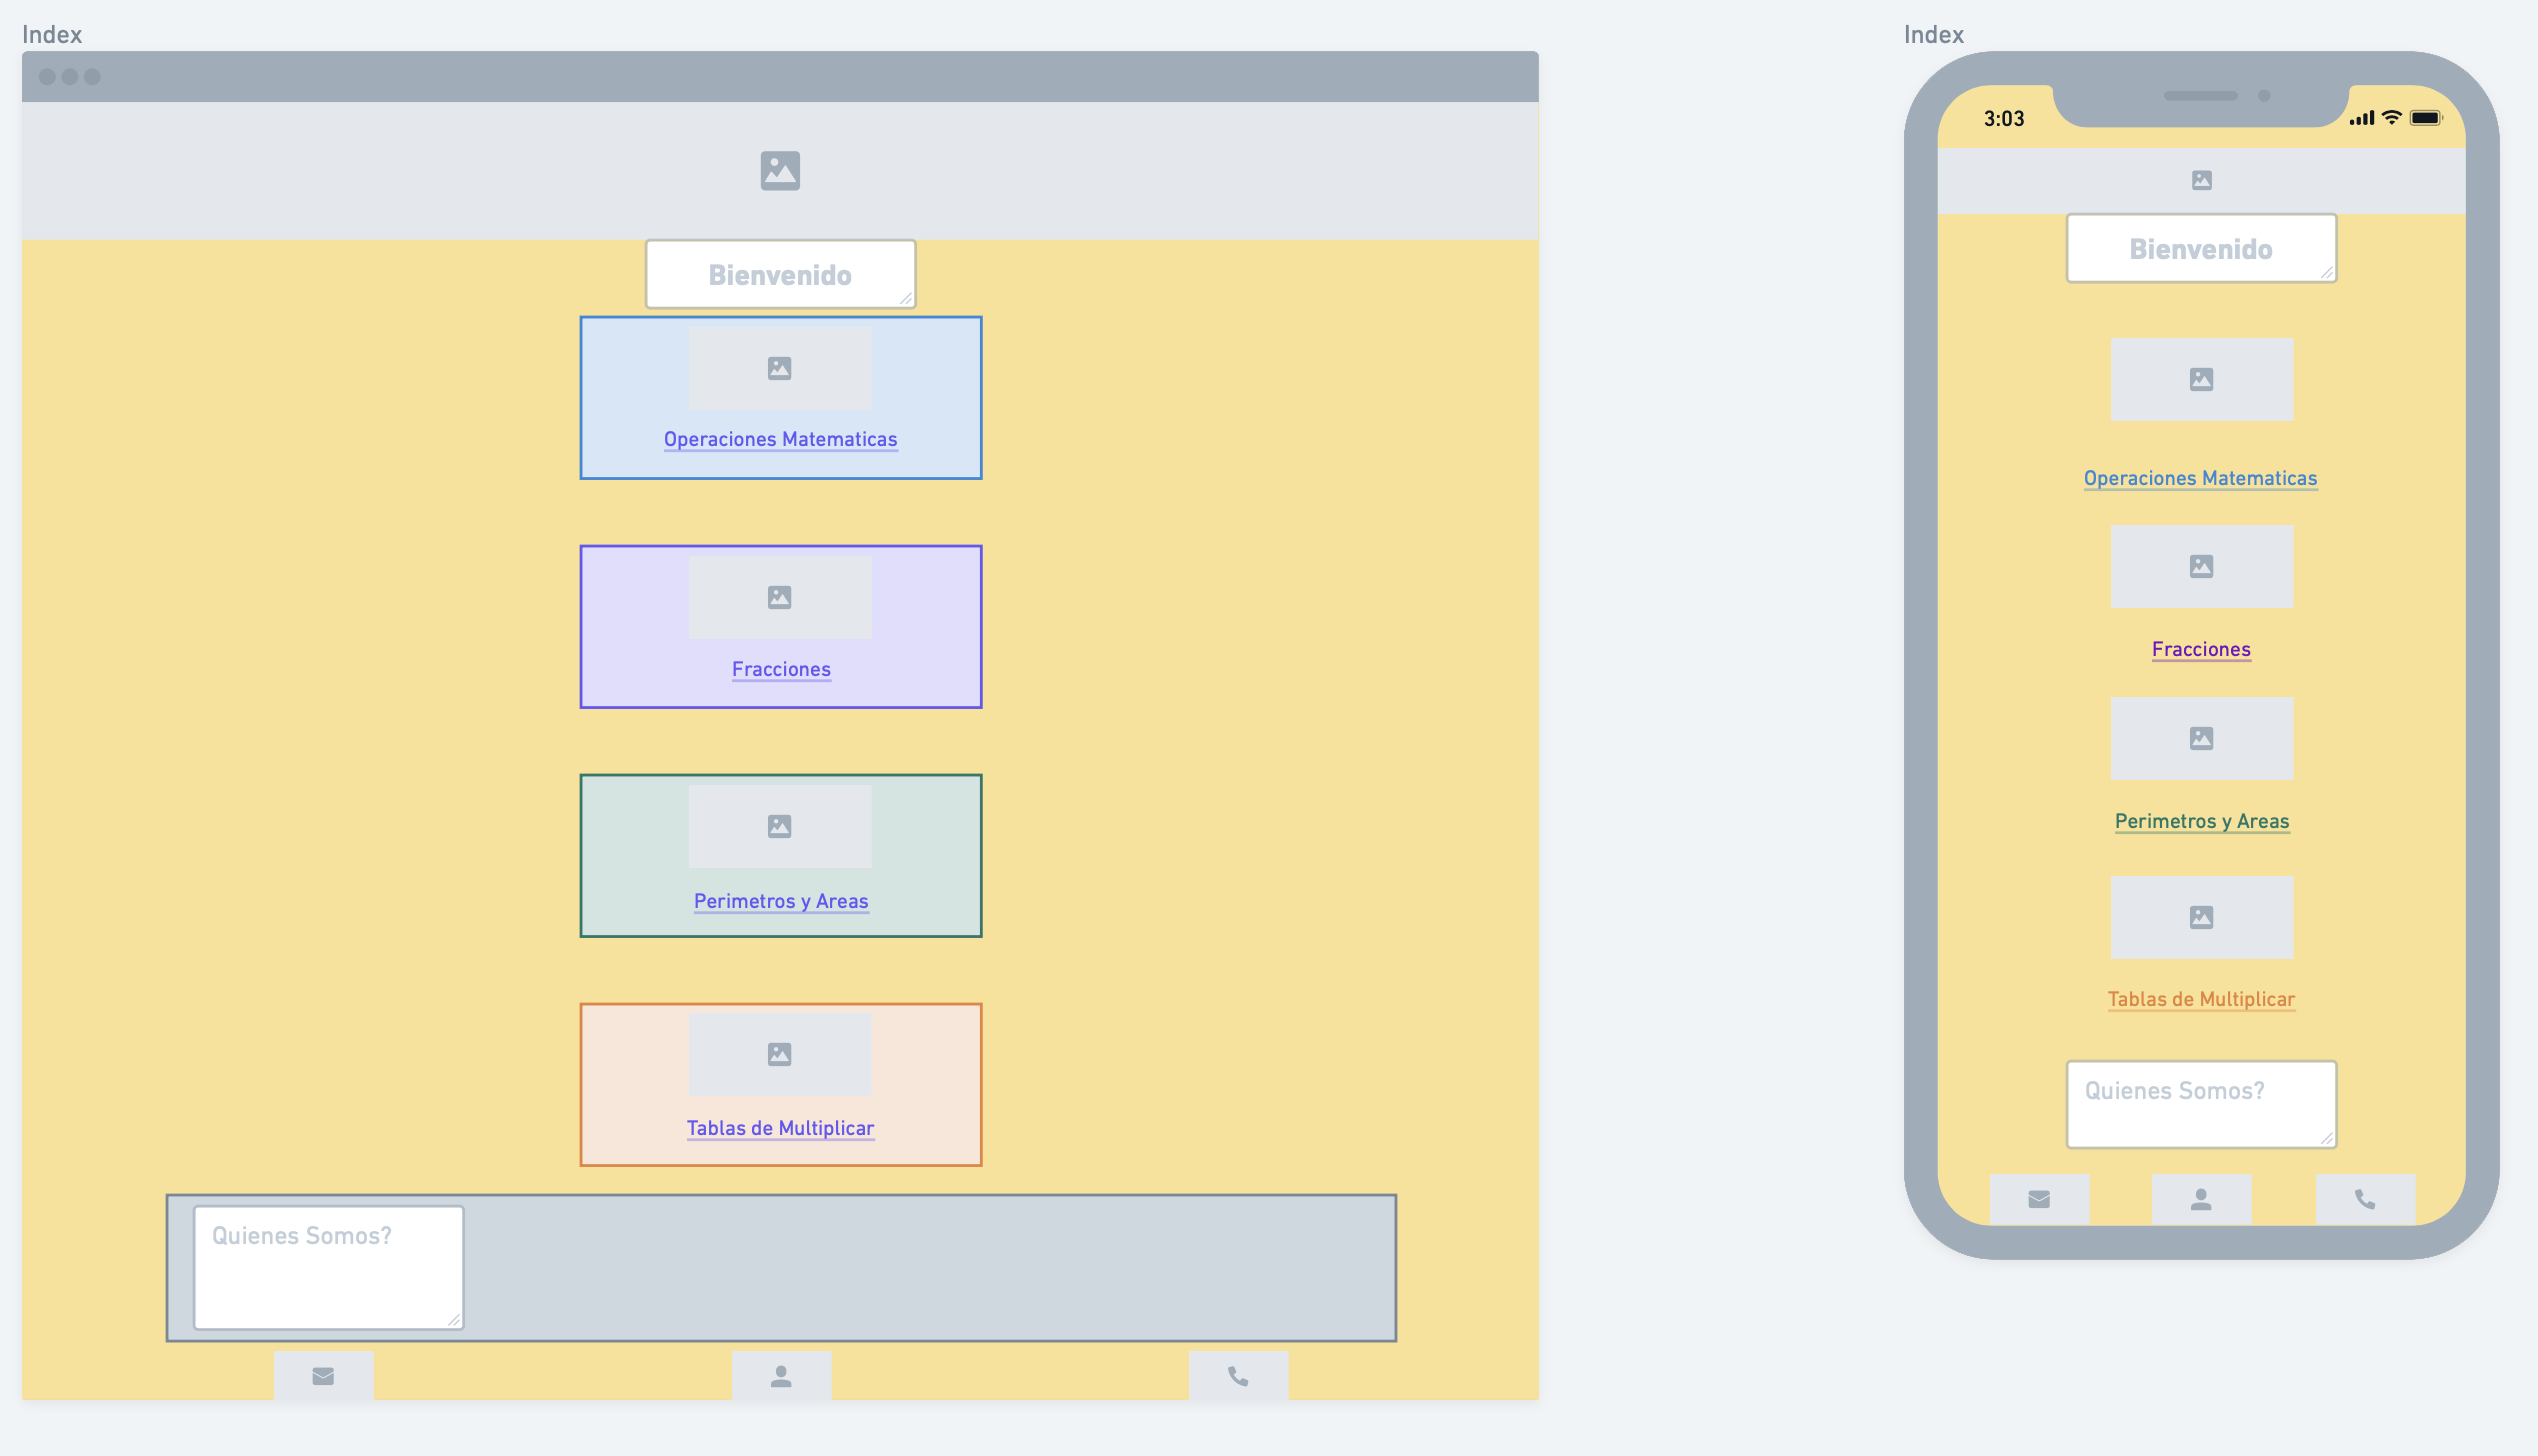 Index
Bienvenido
Operaciones Matematicas
Fracciones
Perimetros y Areas
Tablas de Multiplicar
Quienes Somos?
Index
3:03
Bienvenido
Operaciones Matematicas
Fracciones
Perimetros y Areas
Tablas de Multiplicar
Quienes Somos?